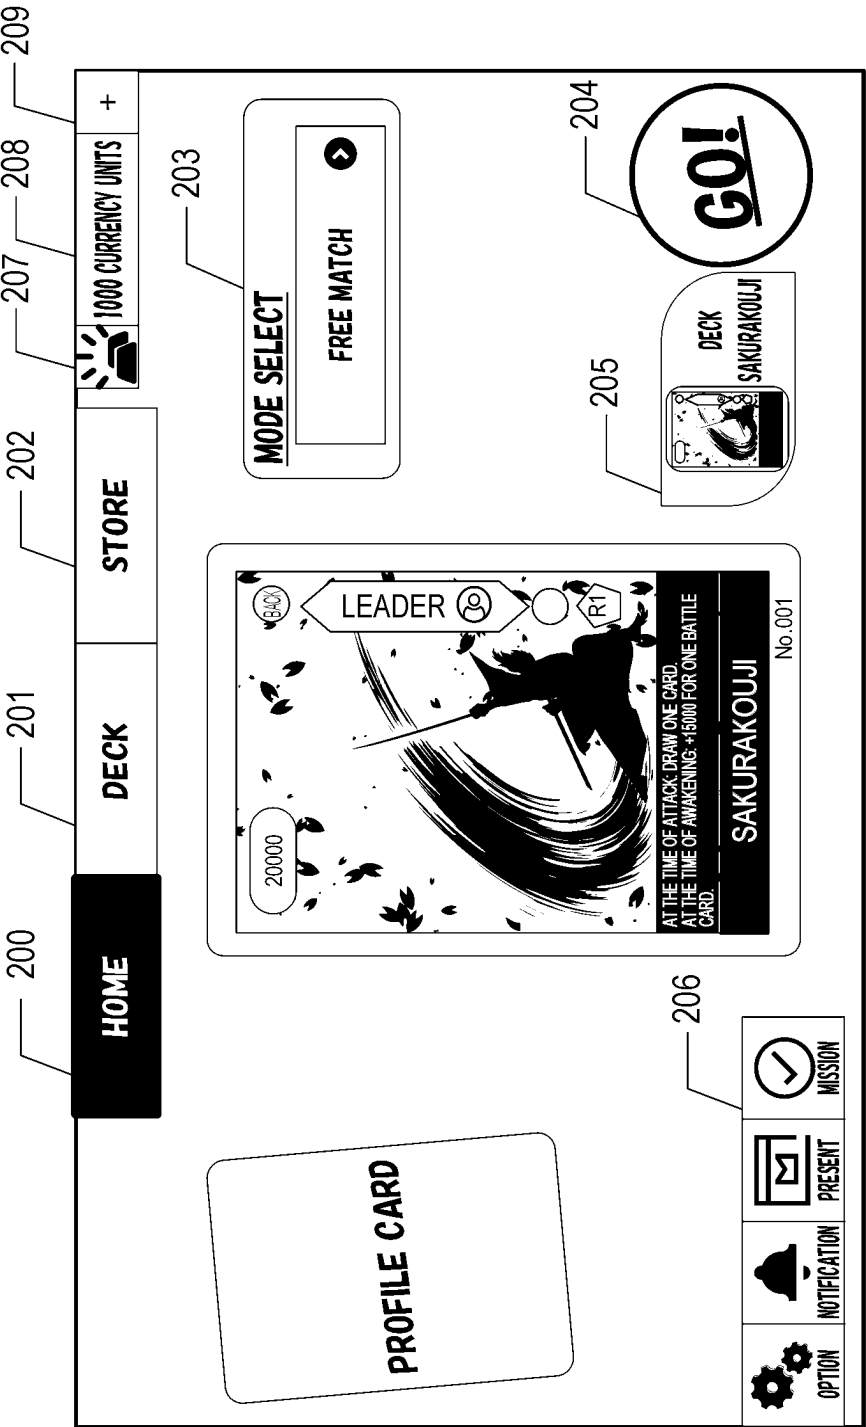 200
201
202
207
208
209
HOME
DECK
STORE
1000 CURRENCY UNITS
+
PROFILE CARD
20000
BACK
LEADER
R1
AT THE TIME OF ATTACK: DRAW ONE CARD.
AT THE TIME OF AWAKENING: +15000 FOR ONE BATTLE
CARD.
SAKURAKOUJI
No.001
203
MODE SELECT
FREE MATCH
204
GO!
205
DECK
SAKURAKOUJI
206
OPTION
NOTIFICATION
PRESENT
MISSION